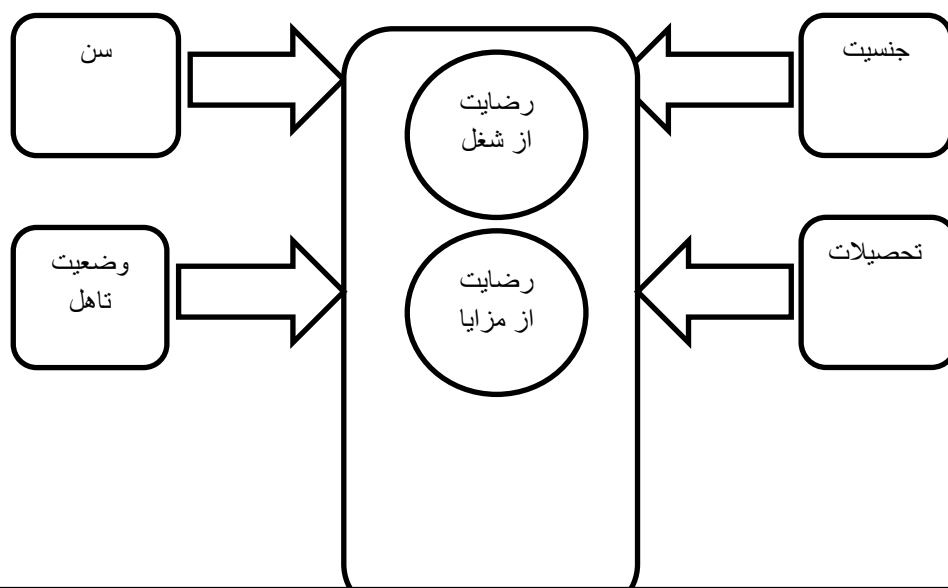 جنسیت
سن
رضایت
از شغل
تحصیلات
وضعیت
تاهل
رضایت
از مزایا